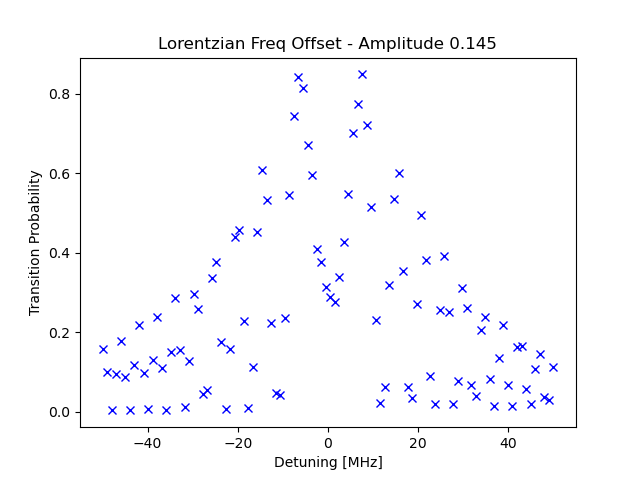 Lorentzian Freq Offset - Amplitude 0.145
0.8
0.6
0.4
0.2
0.0
Transition Probability
−40 −20 0 20 40
Detuning [MHz]